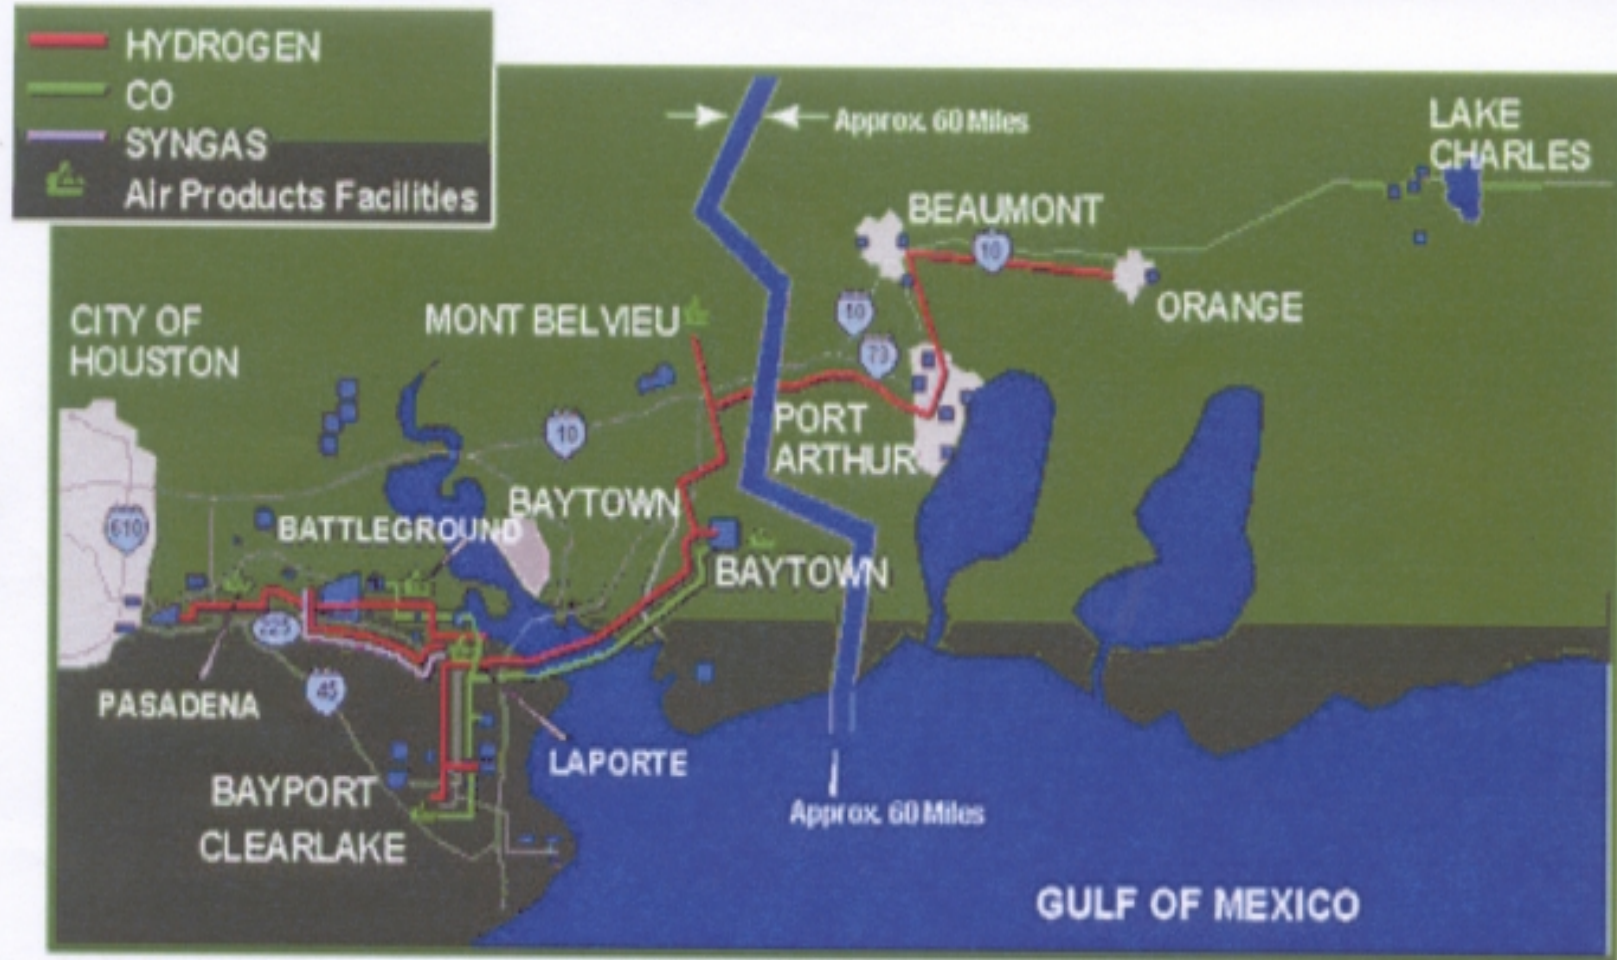 HYDROGEN
CO
SYNGAS
Air Products Facilities
Approx. 60 Miles
LAKE
CHARLES
BEAUMONT
10
ORANGE
10
73
MONT BELVIEU
CITY OF
HOUSTON
10
PORT
ARTHUR
BAYTOWN
BATTLEGROUND
610
BAYTOWN
225
45
PASADENA
LAPORTE
BAYPORT
CLEARLAKE
Approx. 60 Miles
GULF OF MEXICO